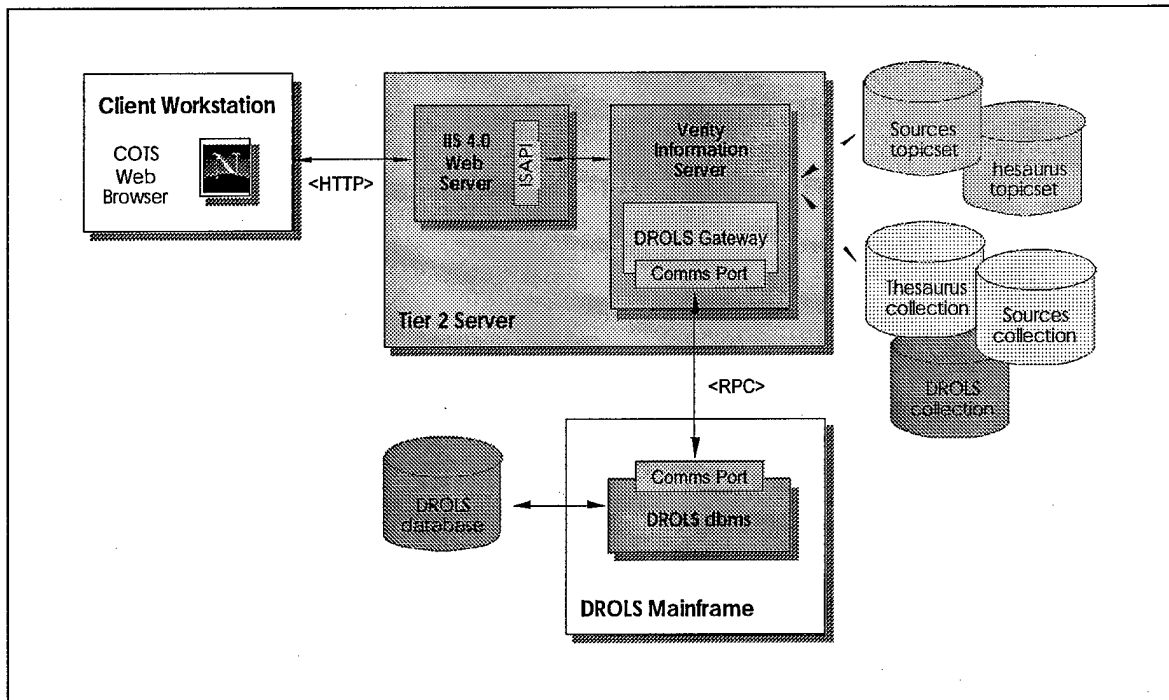 Client Workstation
COTS
Web
Browser
N
<HTTP>
IIS 4.0
Web
Server
ISAPI
Verity
Information
Server
DROLS Gateway
Comms Port
Tier 2 Server
Sources
topicset
Thesaurus
topicset
Thesaurus
collection
Sources
collection
DROLS
collection
<RPC>
DROLS
database
Comms Port
DROLS dbms
DROLS Mainframe